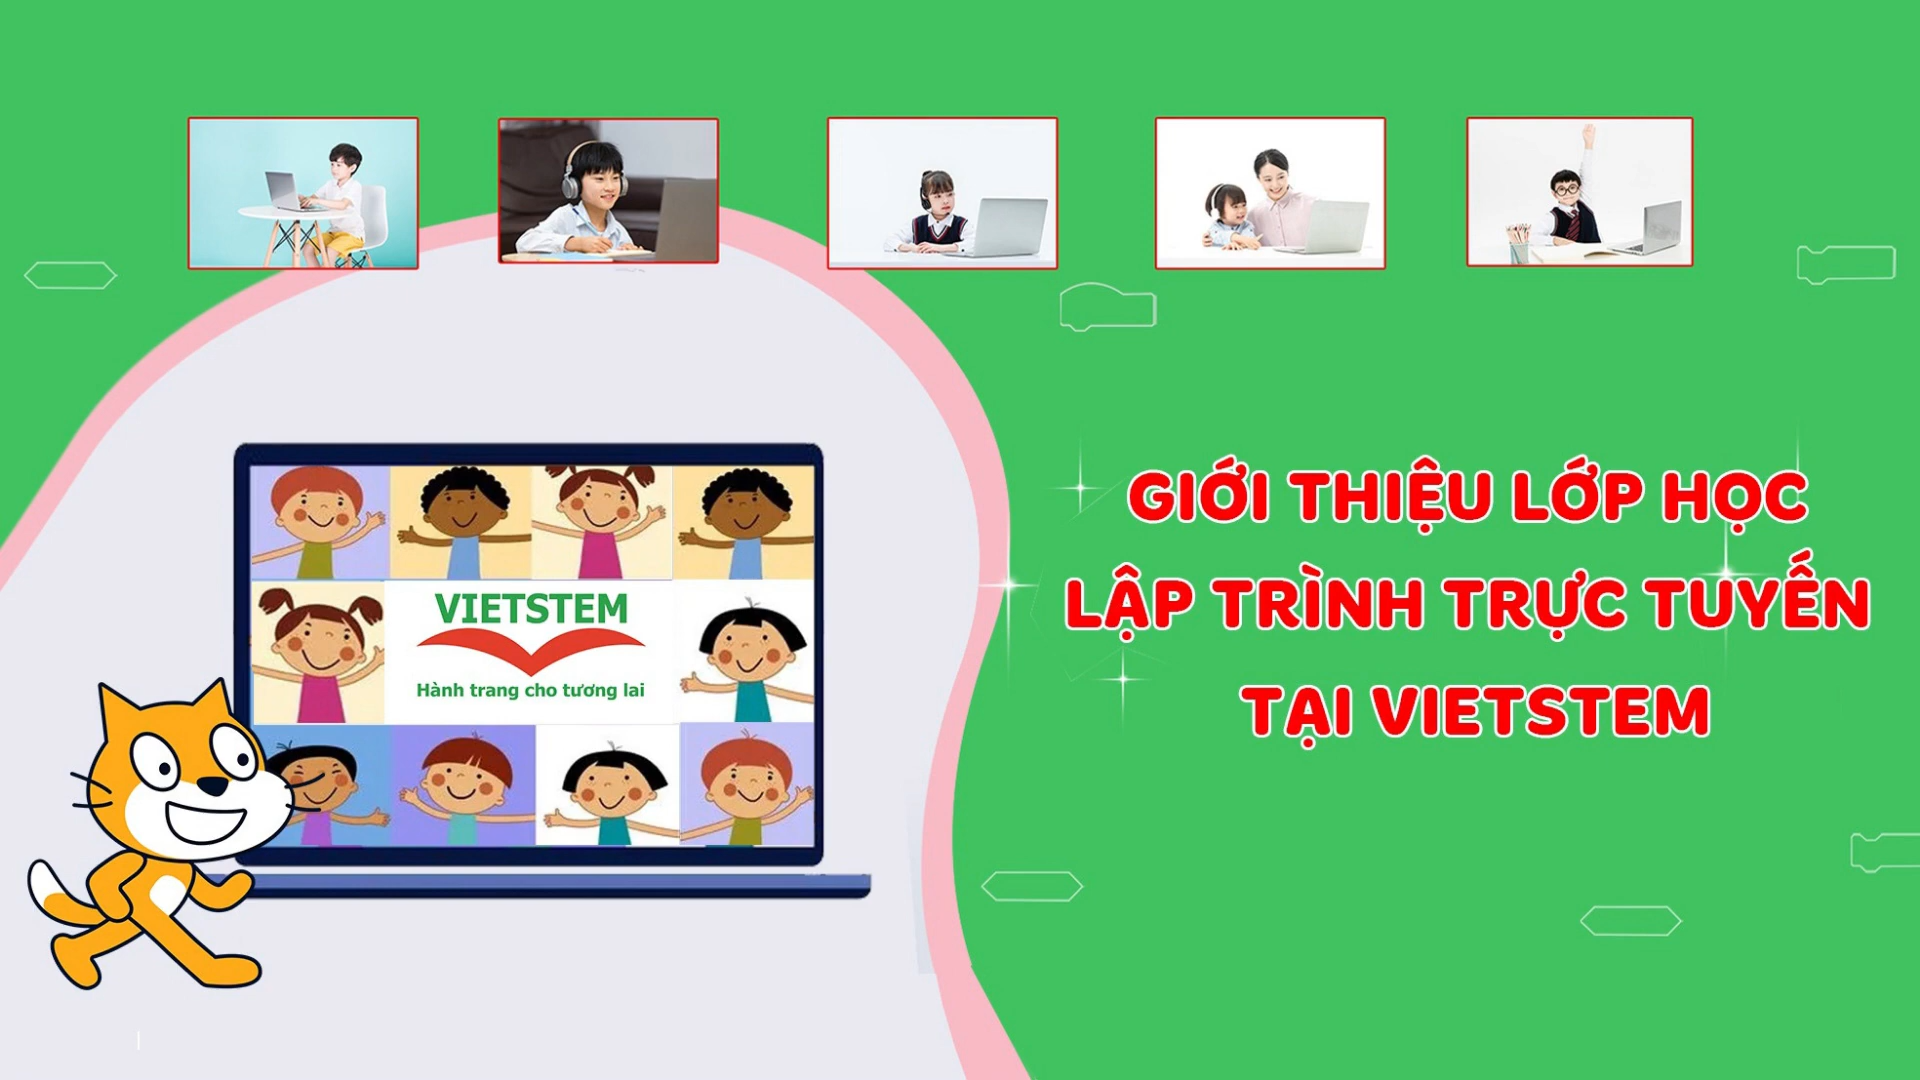 VIETSTEM
Hành trang cho tương lai
GIỚI THIỆU LỚP HỌC
LẬP TRÌNH TRỰC TUYẾN
TẠI VIETSTEM